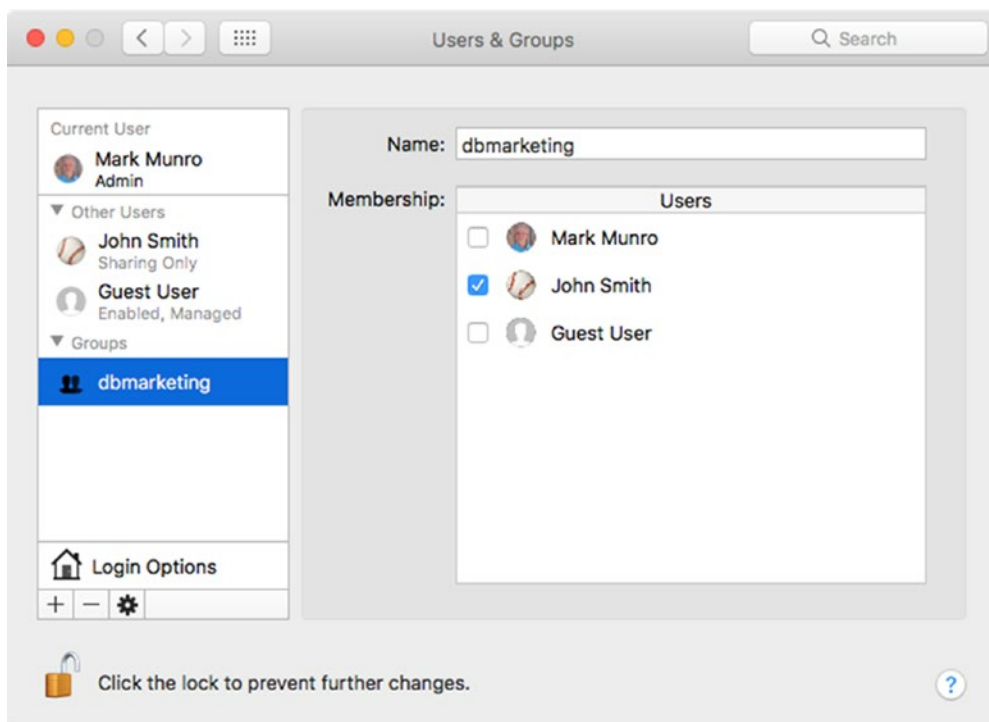 Users & Groups
Search
Current User
Mark Munro
Admin
Other Users
John Smith
Sharing Only
Guest User
Enabled, Managed
Groups
dbmarketing
Login Options
Name: dbmarketing
Membership:
Users
Mark Munro
John Smith
Guest User
Click the lock to prevent further changes.
?